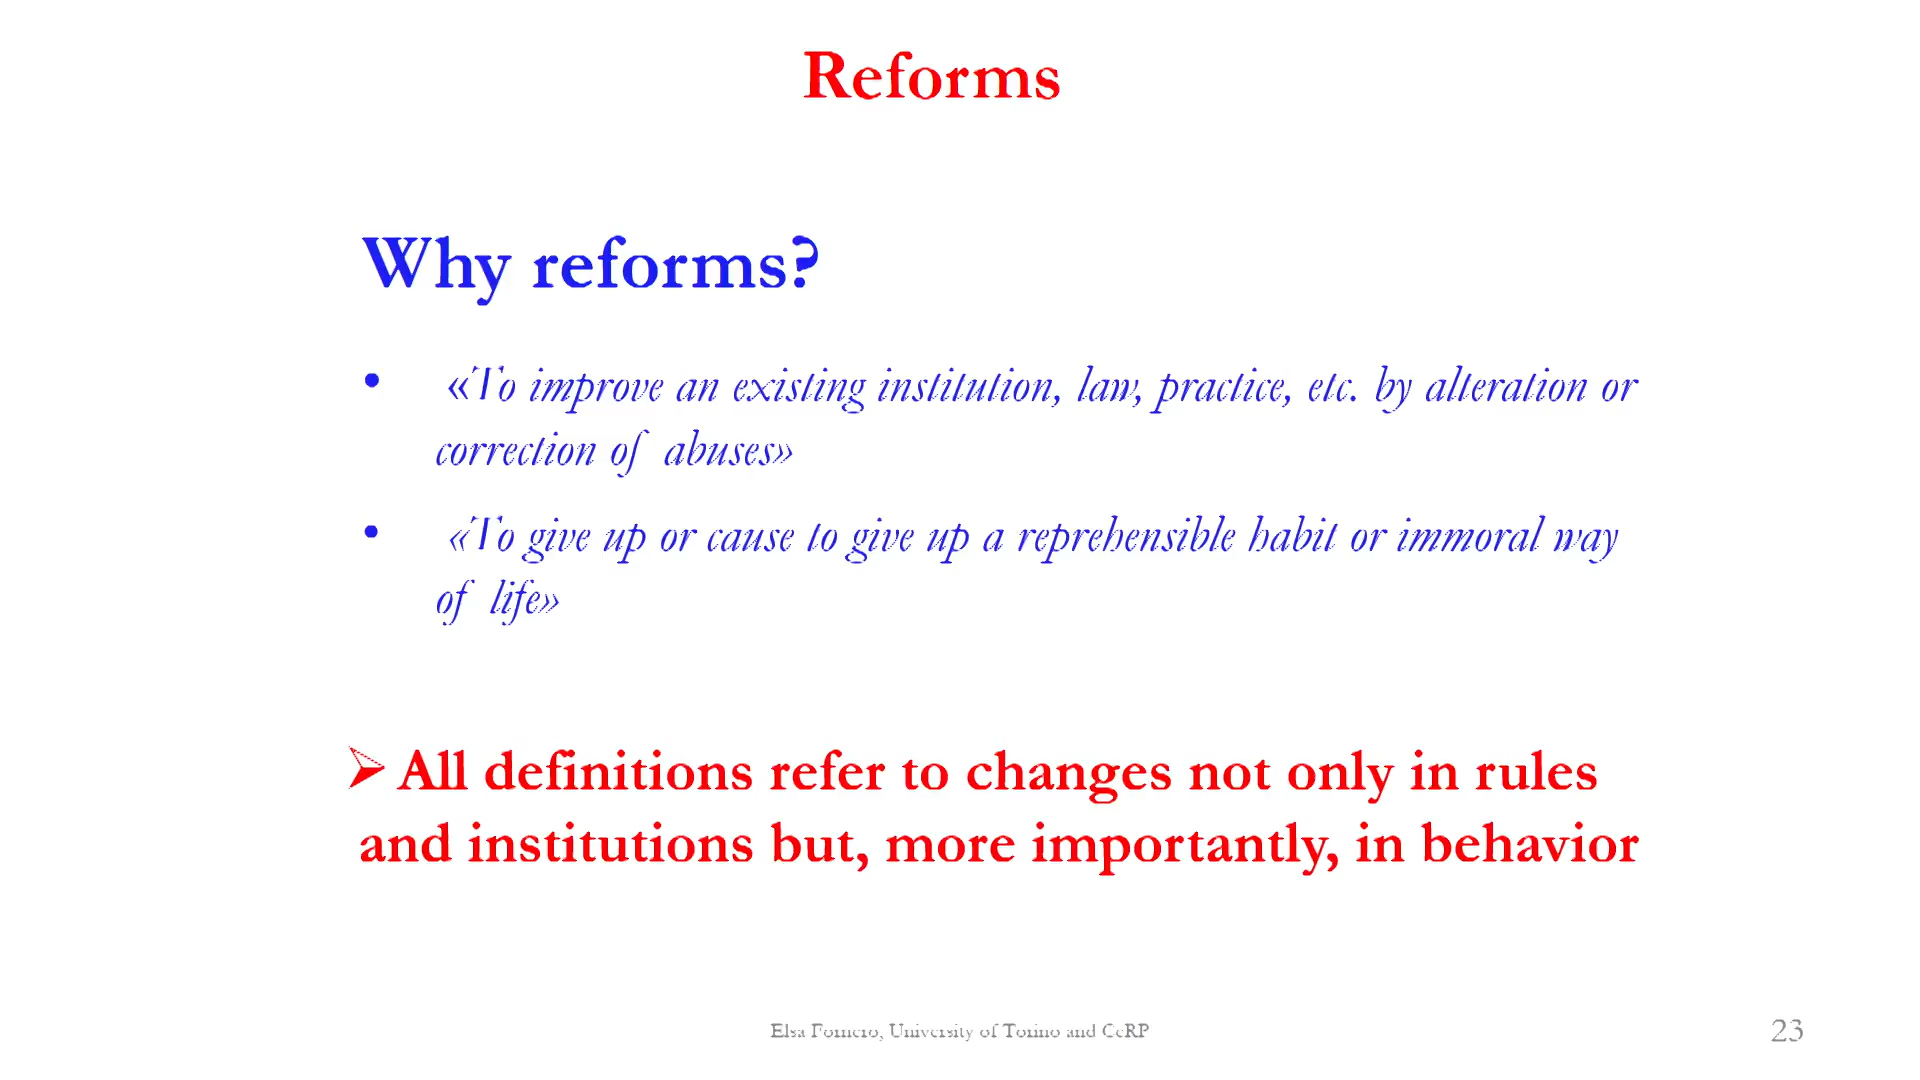 Reforms
Why reforms?
• «To improve an existing institution, law, practice, etc. by alteration or
correction of abuses»
• «To give up or cause to give up a reprehensible habit or immoral way
of life»
➢ All definitions refer to changes not only in rules
and institutions but, more importantly, in behavior
Elsa Fornero, University of Torino and CeRP
23